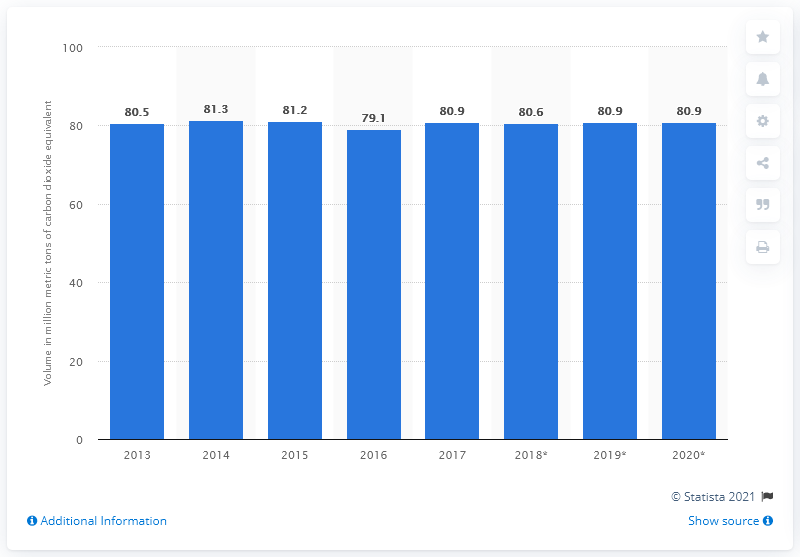 Volume in million metric tons of carbon dioxide equivalent
100
80
60
40
20
0
80.5 81.3 81.2 79.1 80.9 80.6 80.9 80.9
2013 2014 2015 2016 2017 2018* 2019* 2020*
© Statista 2021
Additional Information Show source